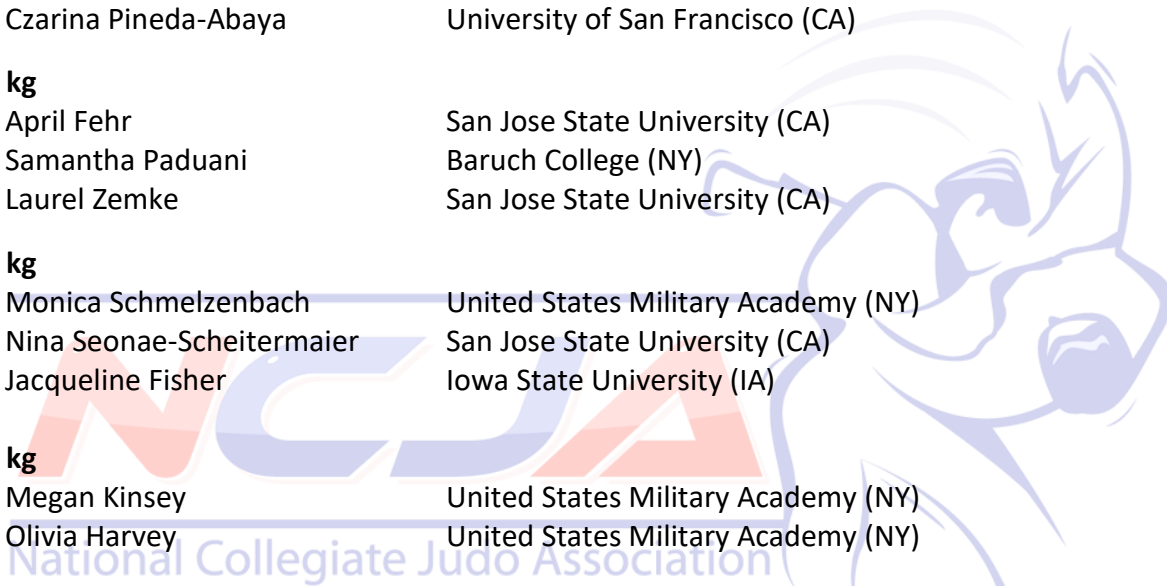 Czarina Pineda-Abaya University of San Francisco (CA)
kg
April Fehr San Jose State University (CA)
Samantha Paduani Baruch College (NY)
Laurel Zemke San Jose State University (CA)
kg
Monica Schmelzenbach United States Military Academy (NY)
Nina Seonae-Scheitermaier San Jose State University (CA)
Jacqueline Fisher Iowa State University (IA)
NCJA
kg
Megan Kinsey United States Military Academy (NY)
Olivia Harvey United States Military Academy (NY)
National Collegiate Judo Association